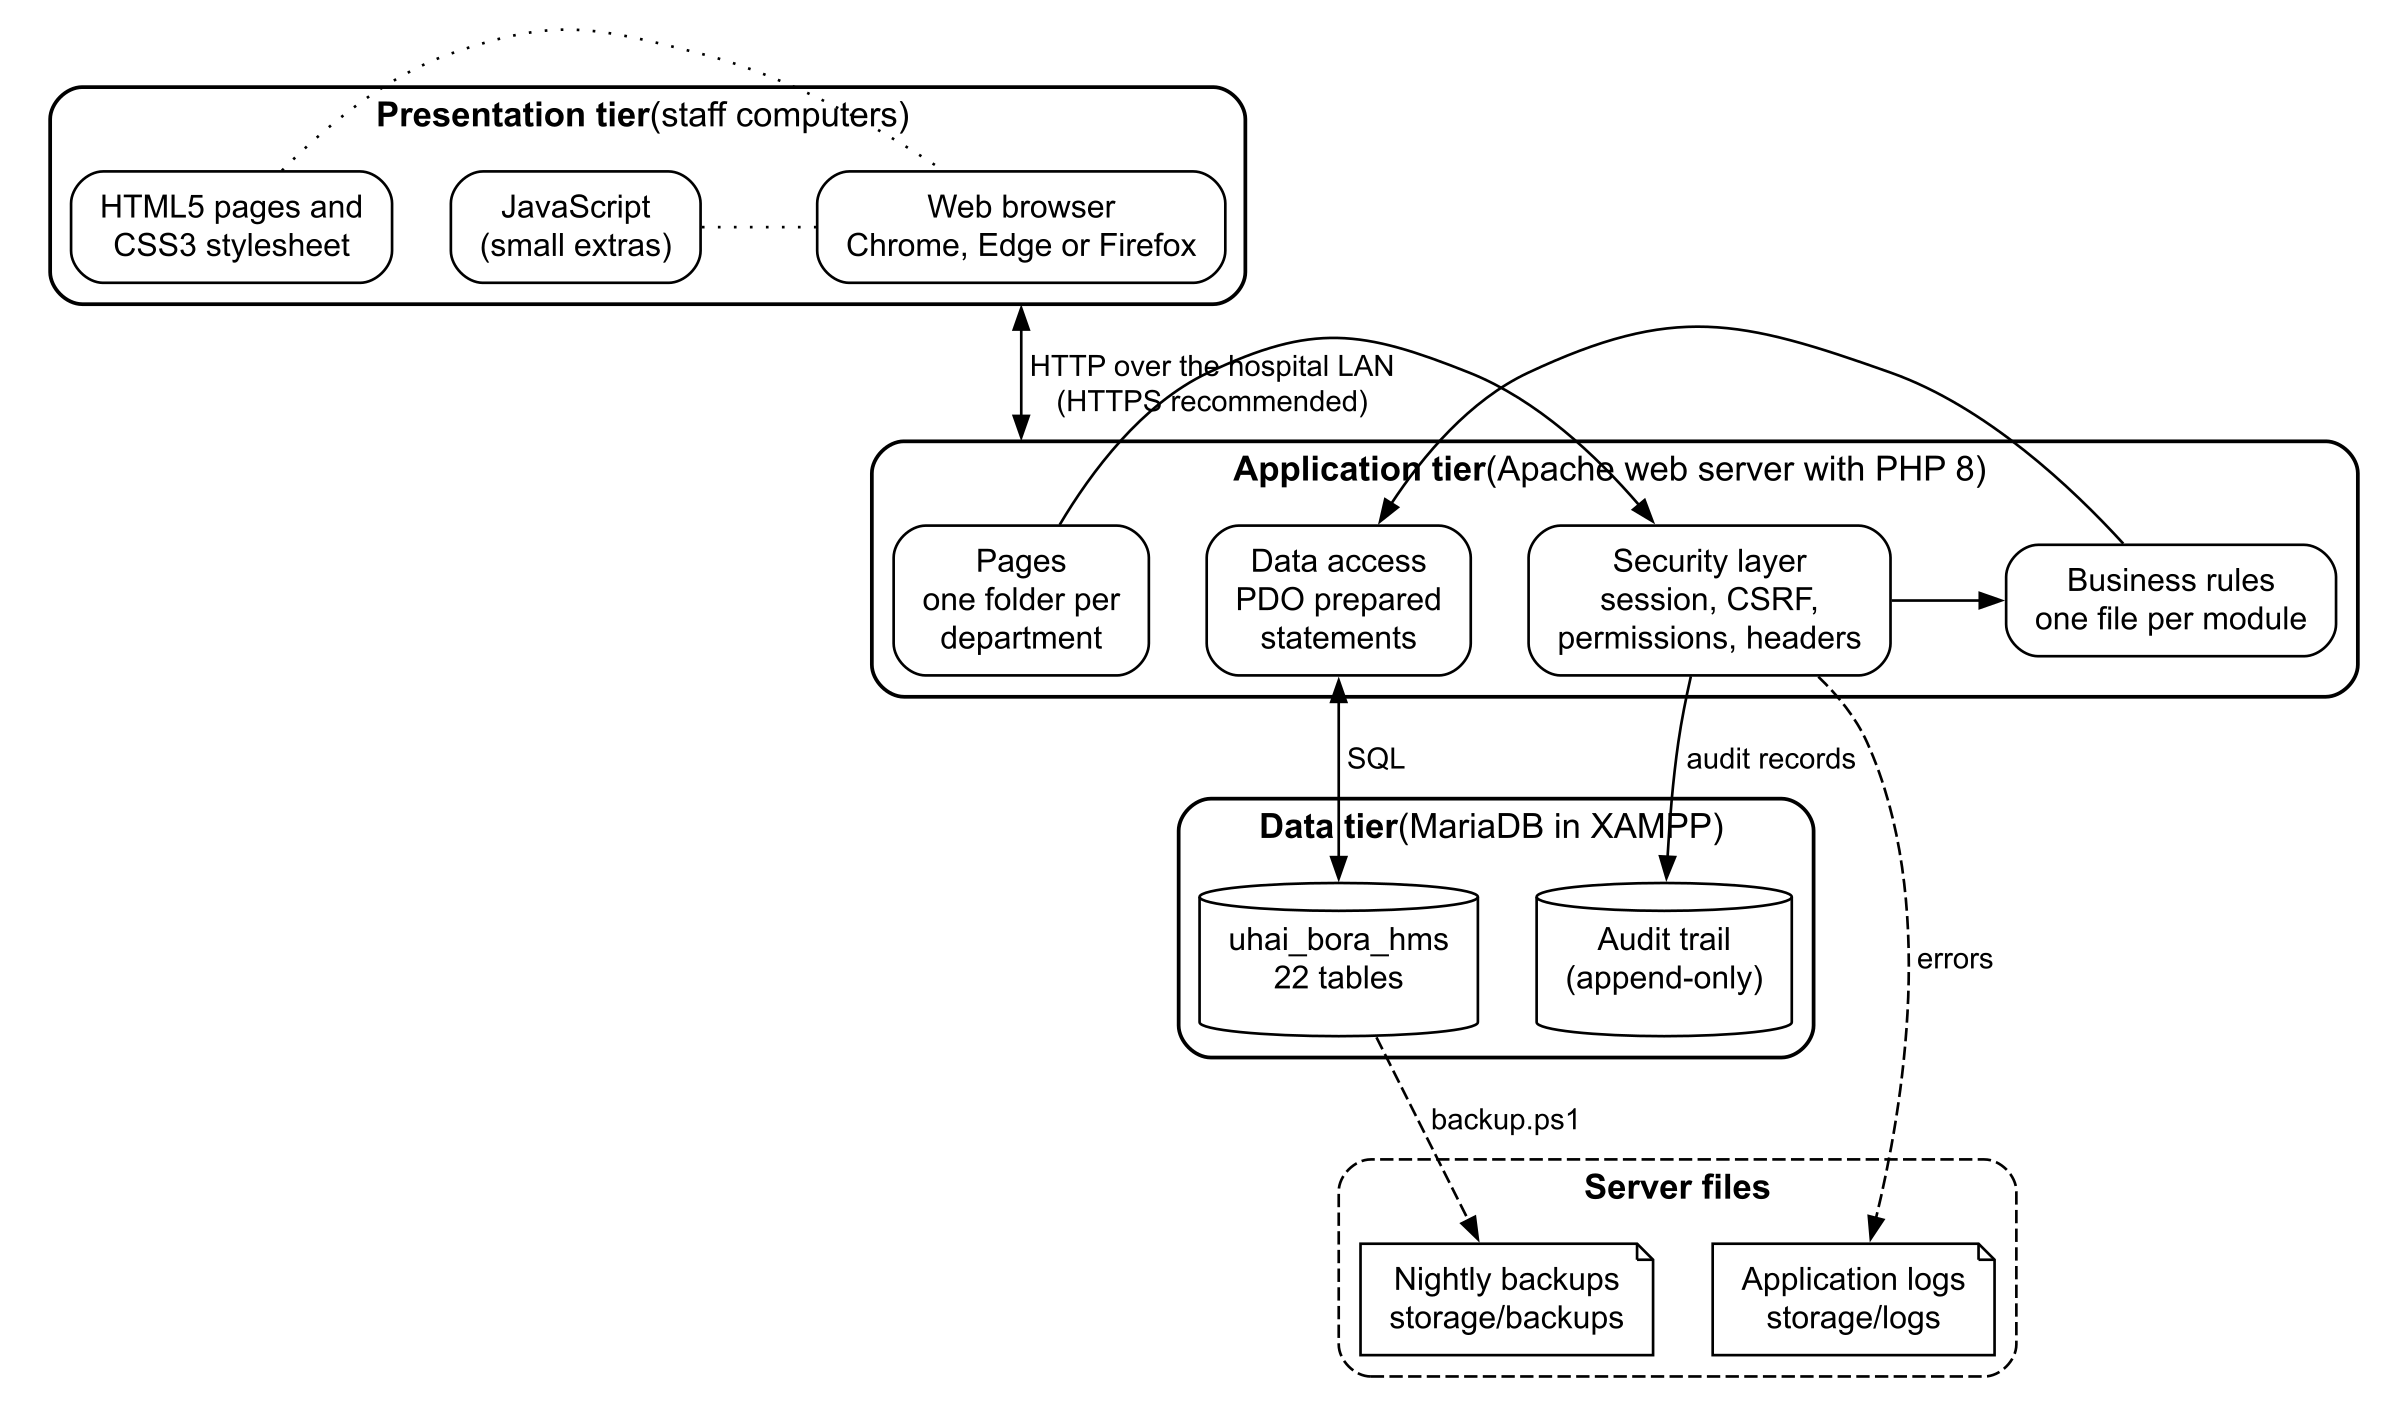 Presentation tier(staff computers)
HTML5 pages and
CSS3 stylesheet
JavaScript
(small extras)
Web browser
Chrome, Edge or Firefox
HTTP over the hospital LAN
(HTTPS recommended)
Application tier(Apache web server with PHP 8)
Pages
one folder per
department
Data access
PDO prepared
statements
Security layer
session, CSRF,
permissions, headers
Business rules
one file per module
SQL
audit records
Data tier(MariaDB in XAMPP)
uhai_bora_hms
22 tables
Audit trail
(append-only)
errors
backup.ps1
Server files
Nightly backups
storage/backups
Application logs
storage/logs